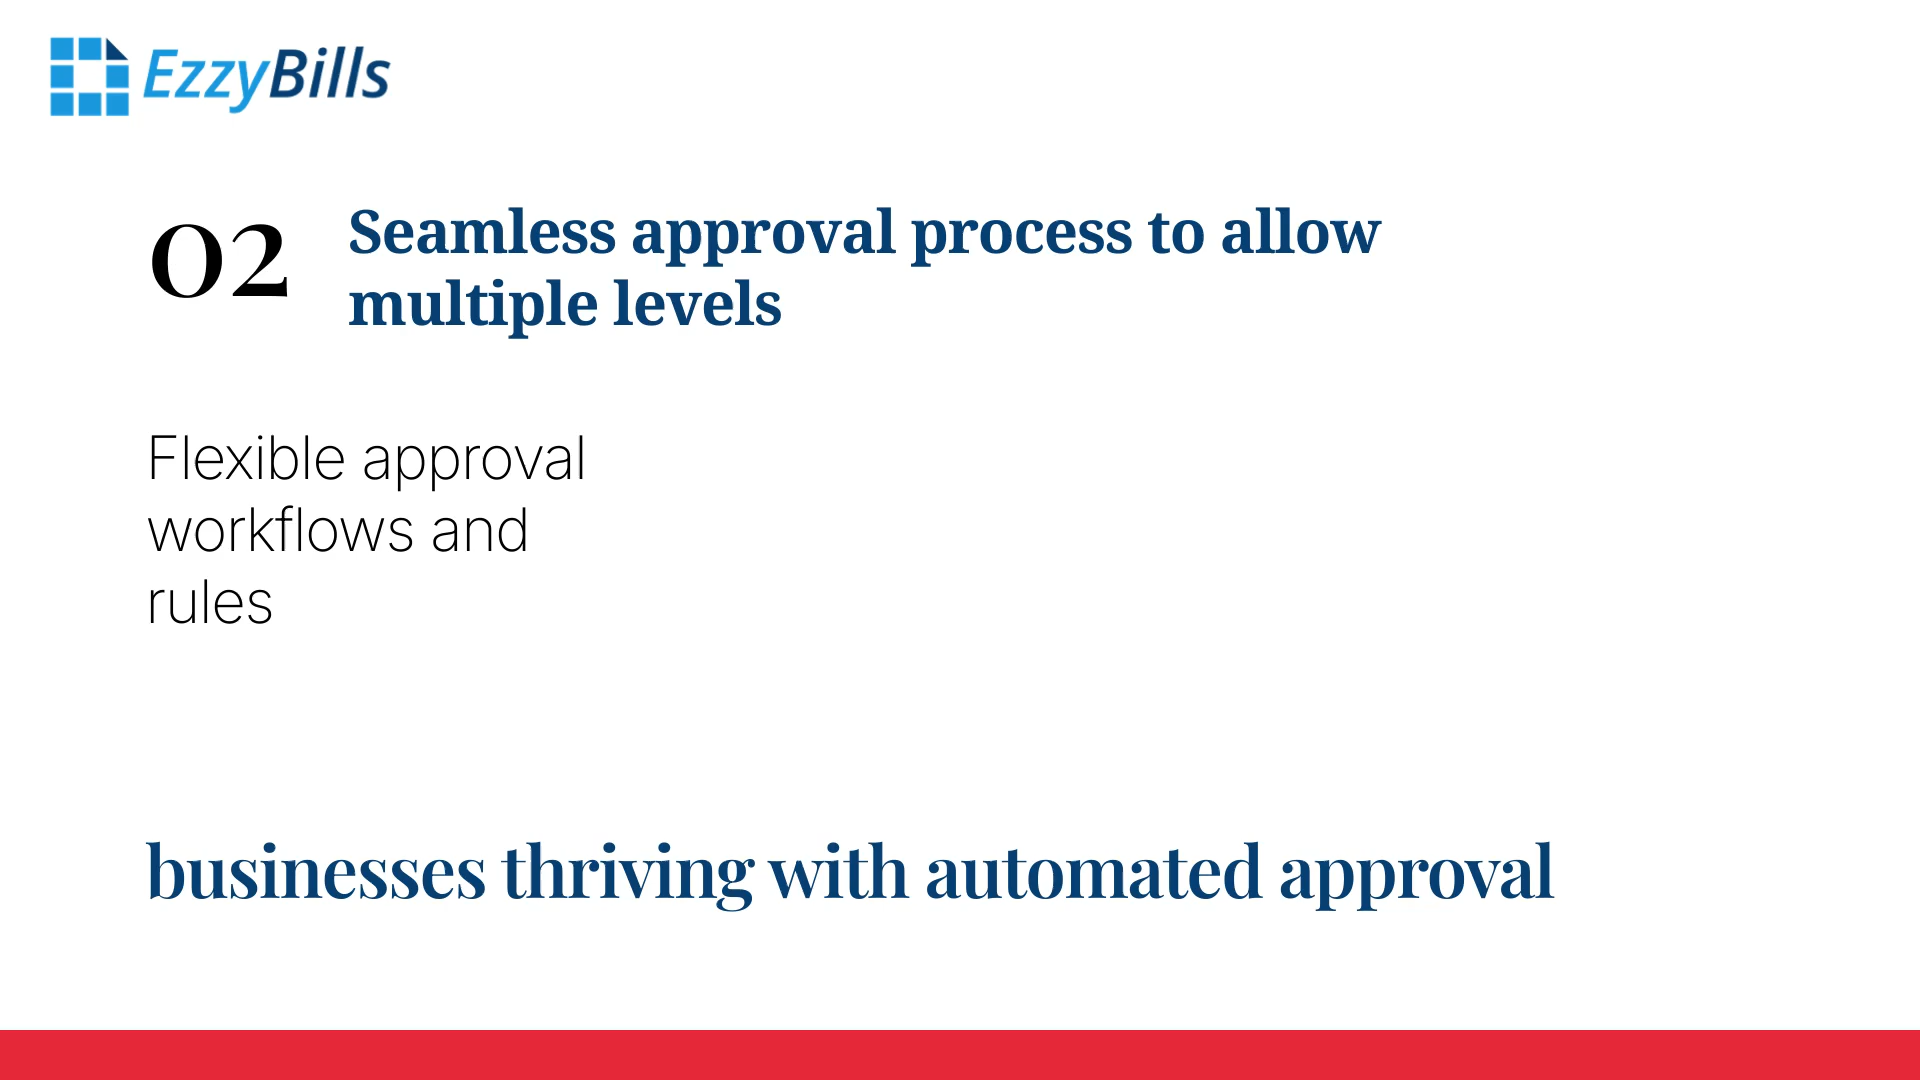 EzzyBills
02
Seamless approval process to allow
multiple levels
Flexible approval
workflows and
rules
businesses thriving with automated approval